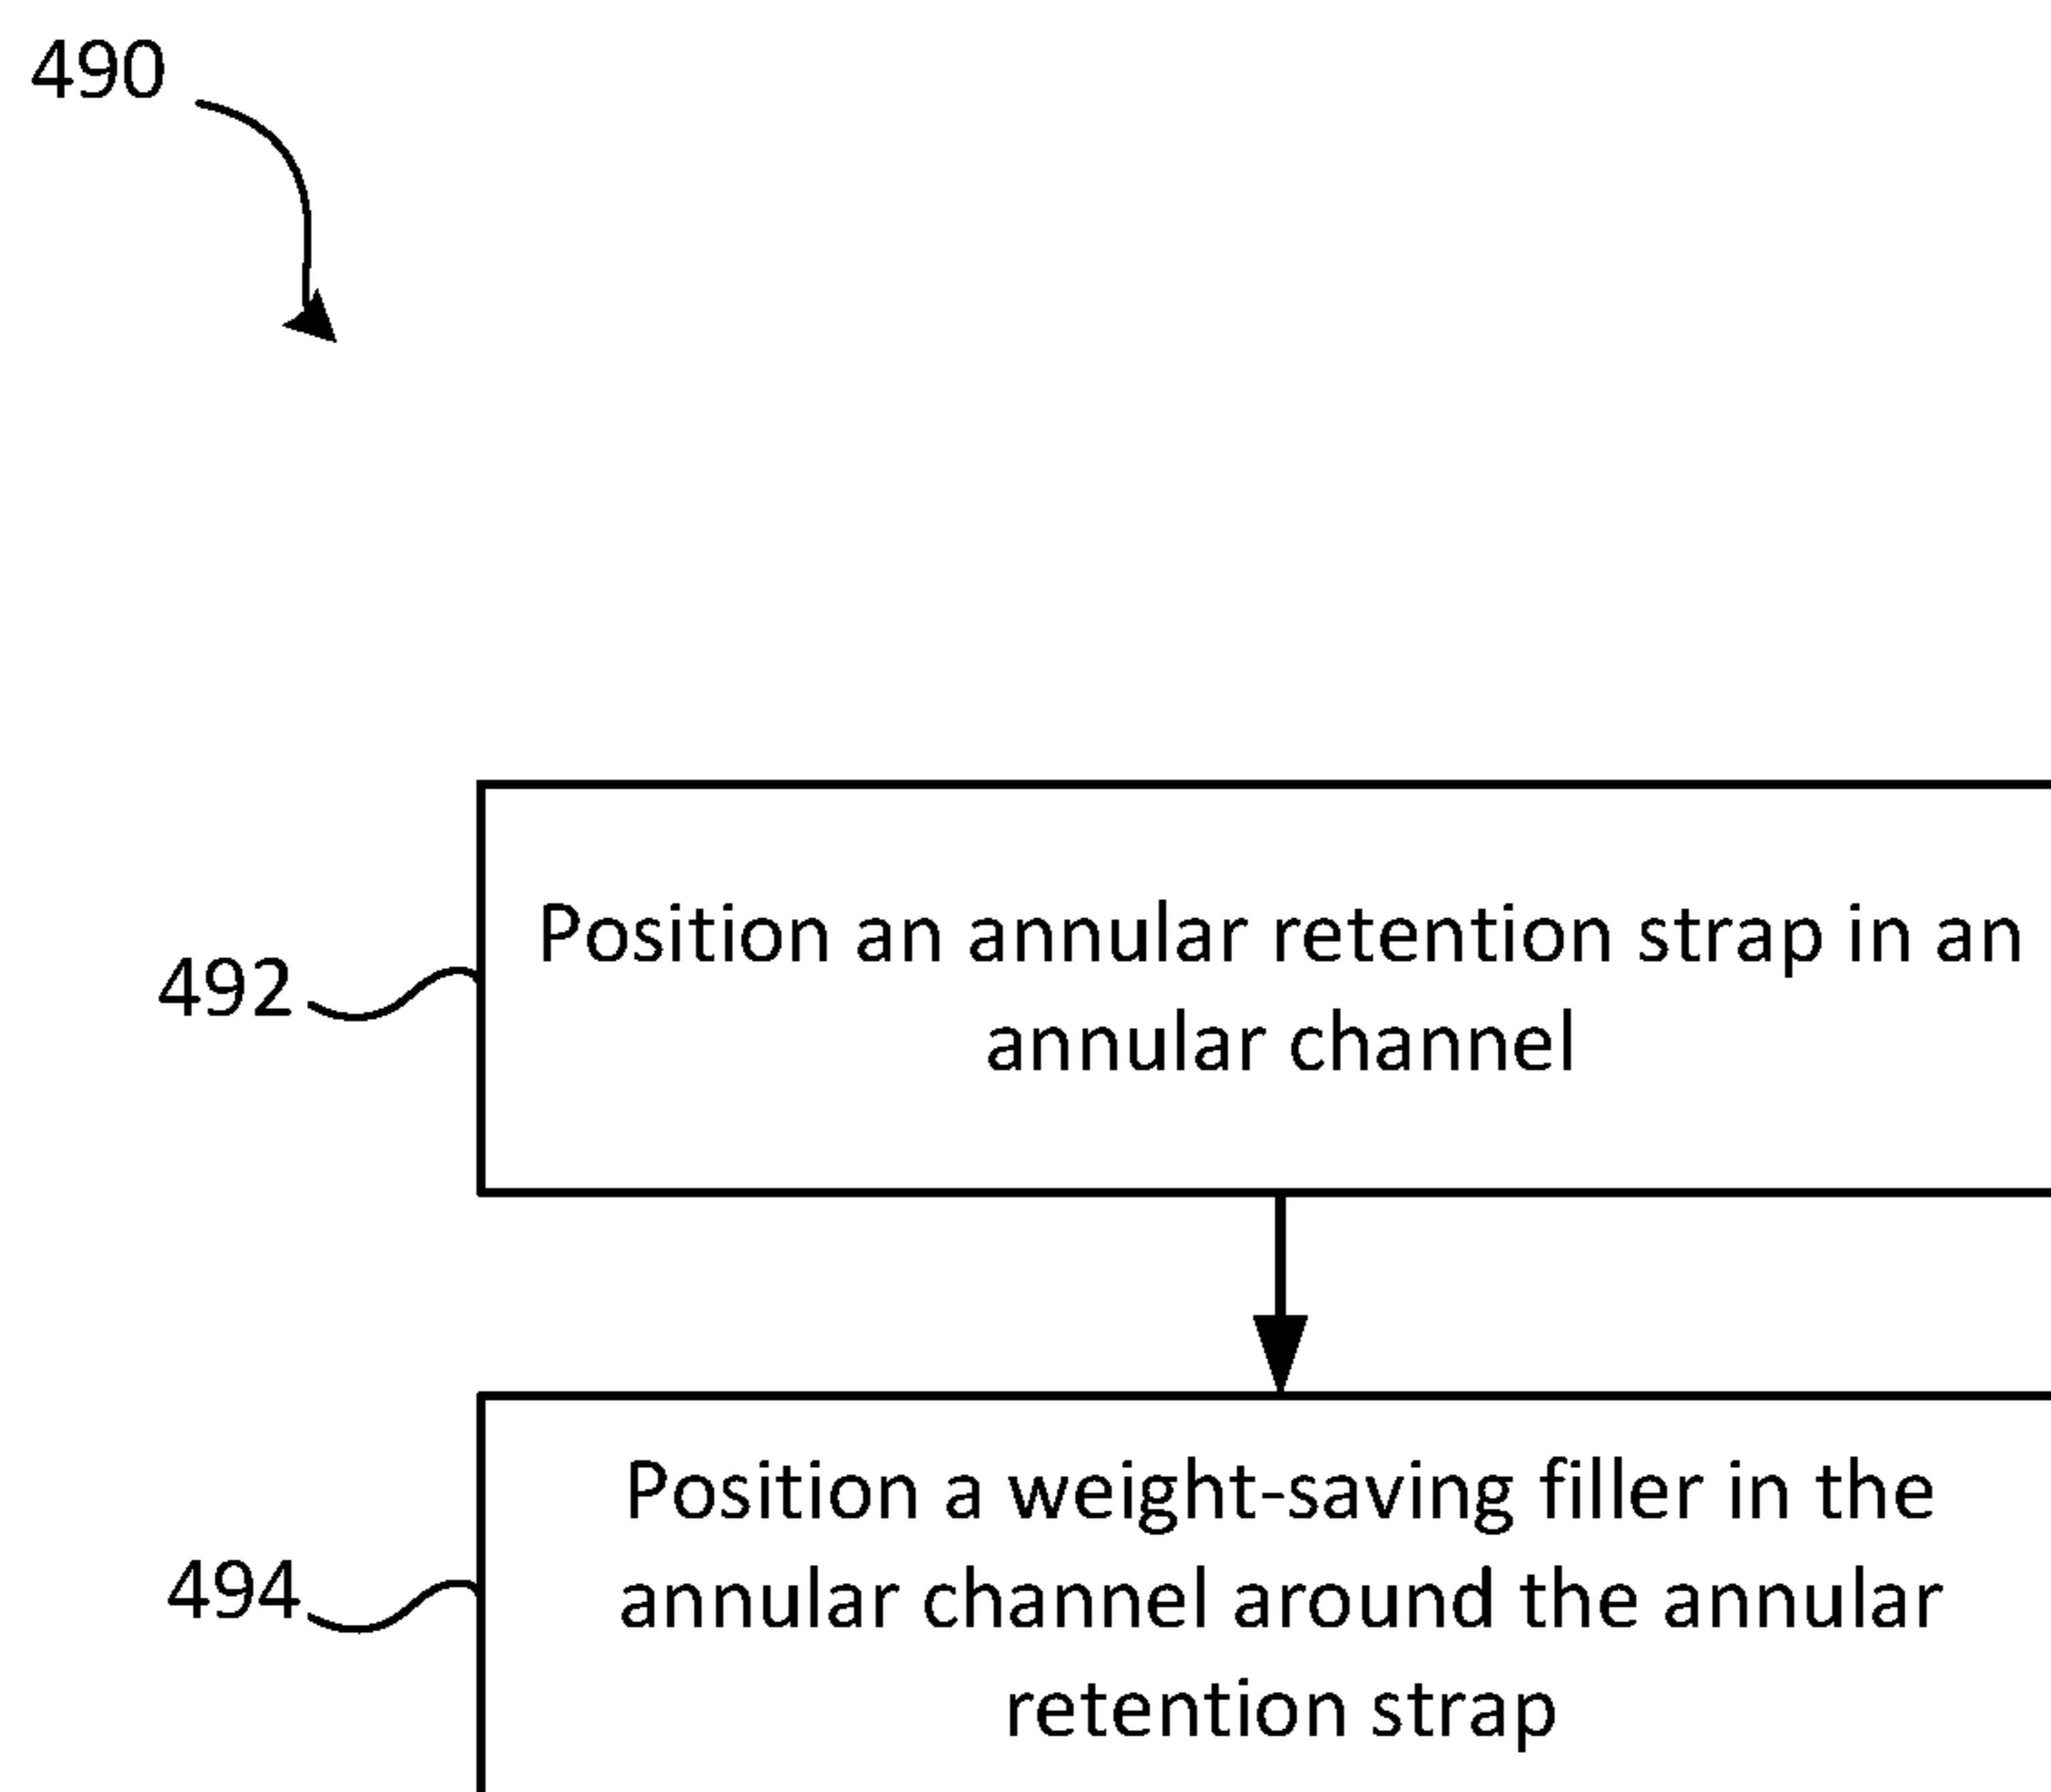 490
492
Position an annular retention strap in an
annular channel
494
Position a weight-saving filler in the
annular channel around the annular
retention strap